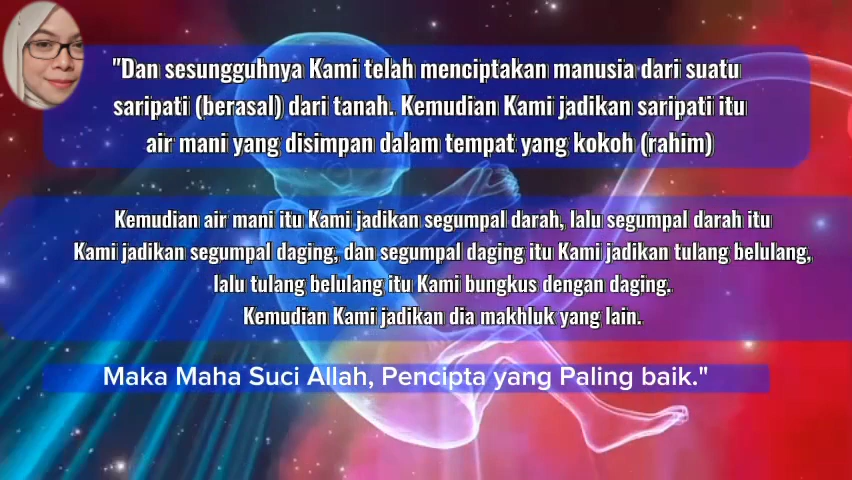 "Dan sesungguhnya Kami telah menciptakan manusia dari suatu
saripati (berasal) dari tanah. Kemudian Kami jadikan saripati itu
air mani yang disimpan dalam tempat yang kokoh (rahim)
Kemudian air mani itu Kami jadikan segumpal darah, lalu segumpal darah itu
Kami jadikan segumpal daging, dan segumpal daging itu Kami jadikan tulang belulang,
lalu tulang belulang itu Kami bungkus dengan daging.
Kemudian Kami jadikan dia makhluk yang lain.
Maka Maha Suci Allah, Pencipta yang Paling baik."